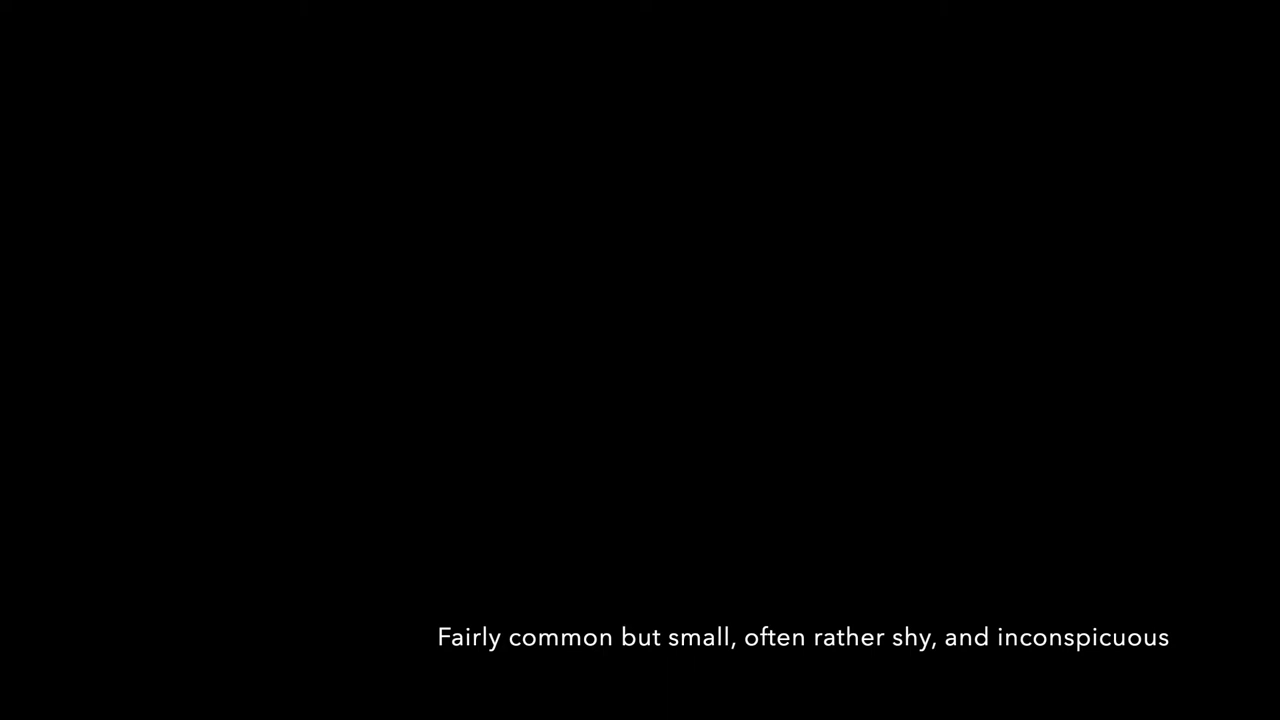 Fairly common but small, often rather shy, and inconspicuous